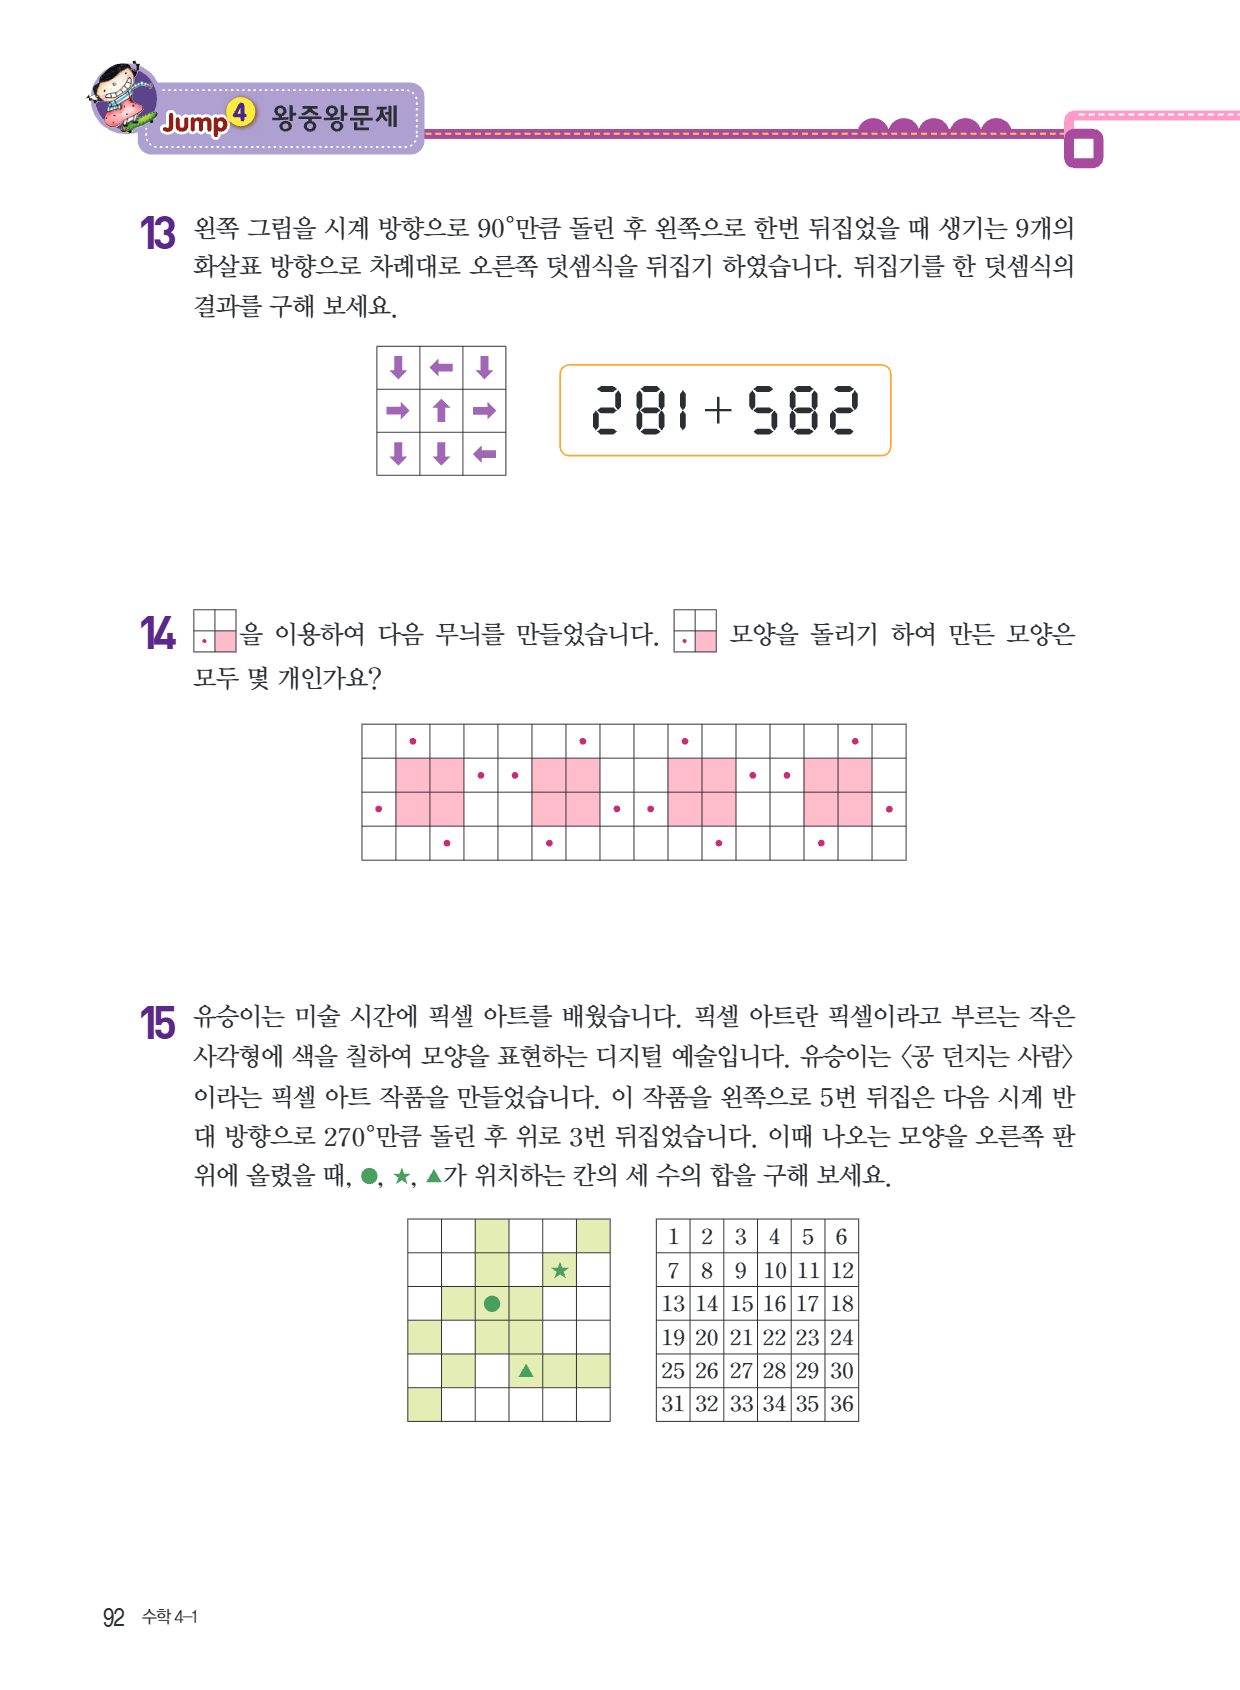 Jump 4 왕중왕문제
13 왼쪽 그림을 시계 방향으로 90°만큼 돌린 후 왼쪽으로 한번 뒤집었을 때 생기는 9개의
화살표 방향으로 차례대로 오른쪽 덧셈식을 뒤집기 하였습니다. 뒤집기를 한 덧셈식의
결과를 구해 보세요.
281+582
14 을 이용하여 다음 무늬를 만들었습니다. 모양을 돌리기 하여 만든 모양은
모두 몇 개인가요?
15 유승이는 미술 시간에 픽셀 아트를 배웠습니다. 픽셀 아트란 픽셀이라고 부르는 작은
사각형에 색을 칠하여 모양을 표현하는 디지털 예술입니다. 유승이는 〈공 던지는 사람〉
이라는 픽셀 아트 작품을 만들었습니다. 이 작품을 왼쪽으로 5번 뒤집은 다음 시계 반
대 방향으로 270°만큼 돌린 후 위로 3번 뒤집었습니다. 이때 나오는 모양을 오른쪽 판
위에 올렸을 때, ●, ★, ▲가 위치하는 칸의 세 수의 합을 구해 보세요.
1 2 3 4 5 6
7 8 9 10 11 12
13 14 15 16 17 18
19 20 21 22 23 24
25 26 27 28 29 30
31 32 33 34 35 36
92 수학 4-1